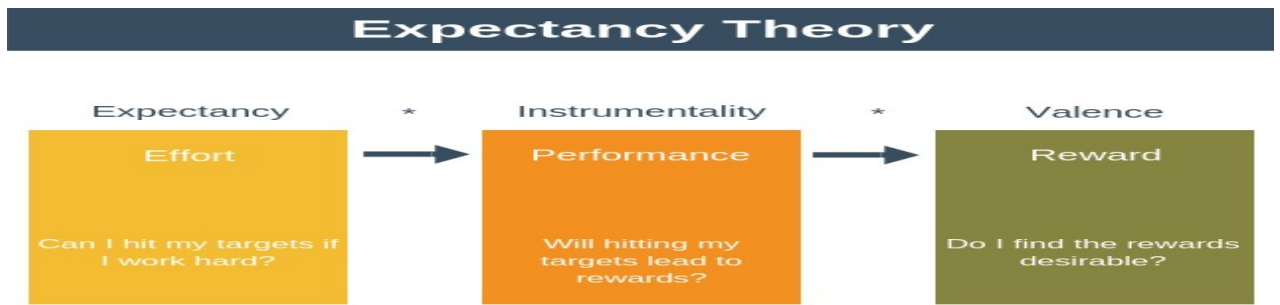 Expectancy Theory
Expectancy * Instrumentality * Valence
Effort
Can I hit my targets if
I work hard?
Performance
Will hitting my
targets lead to
rewards?
Reward
Do I find the rewards
desirable?